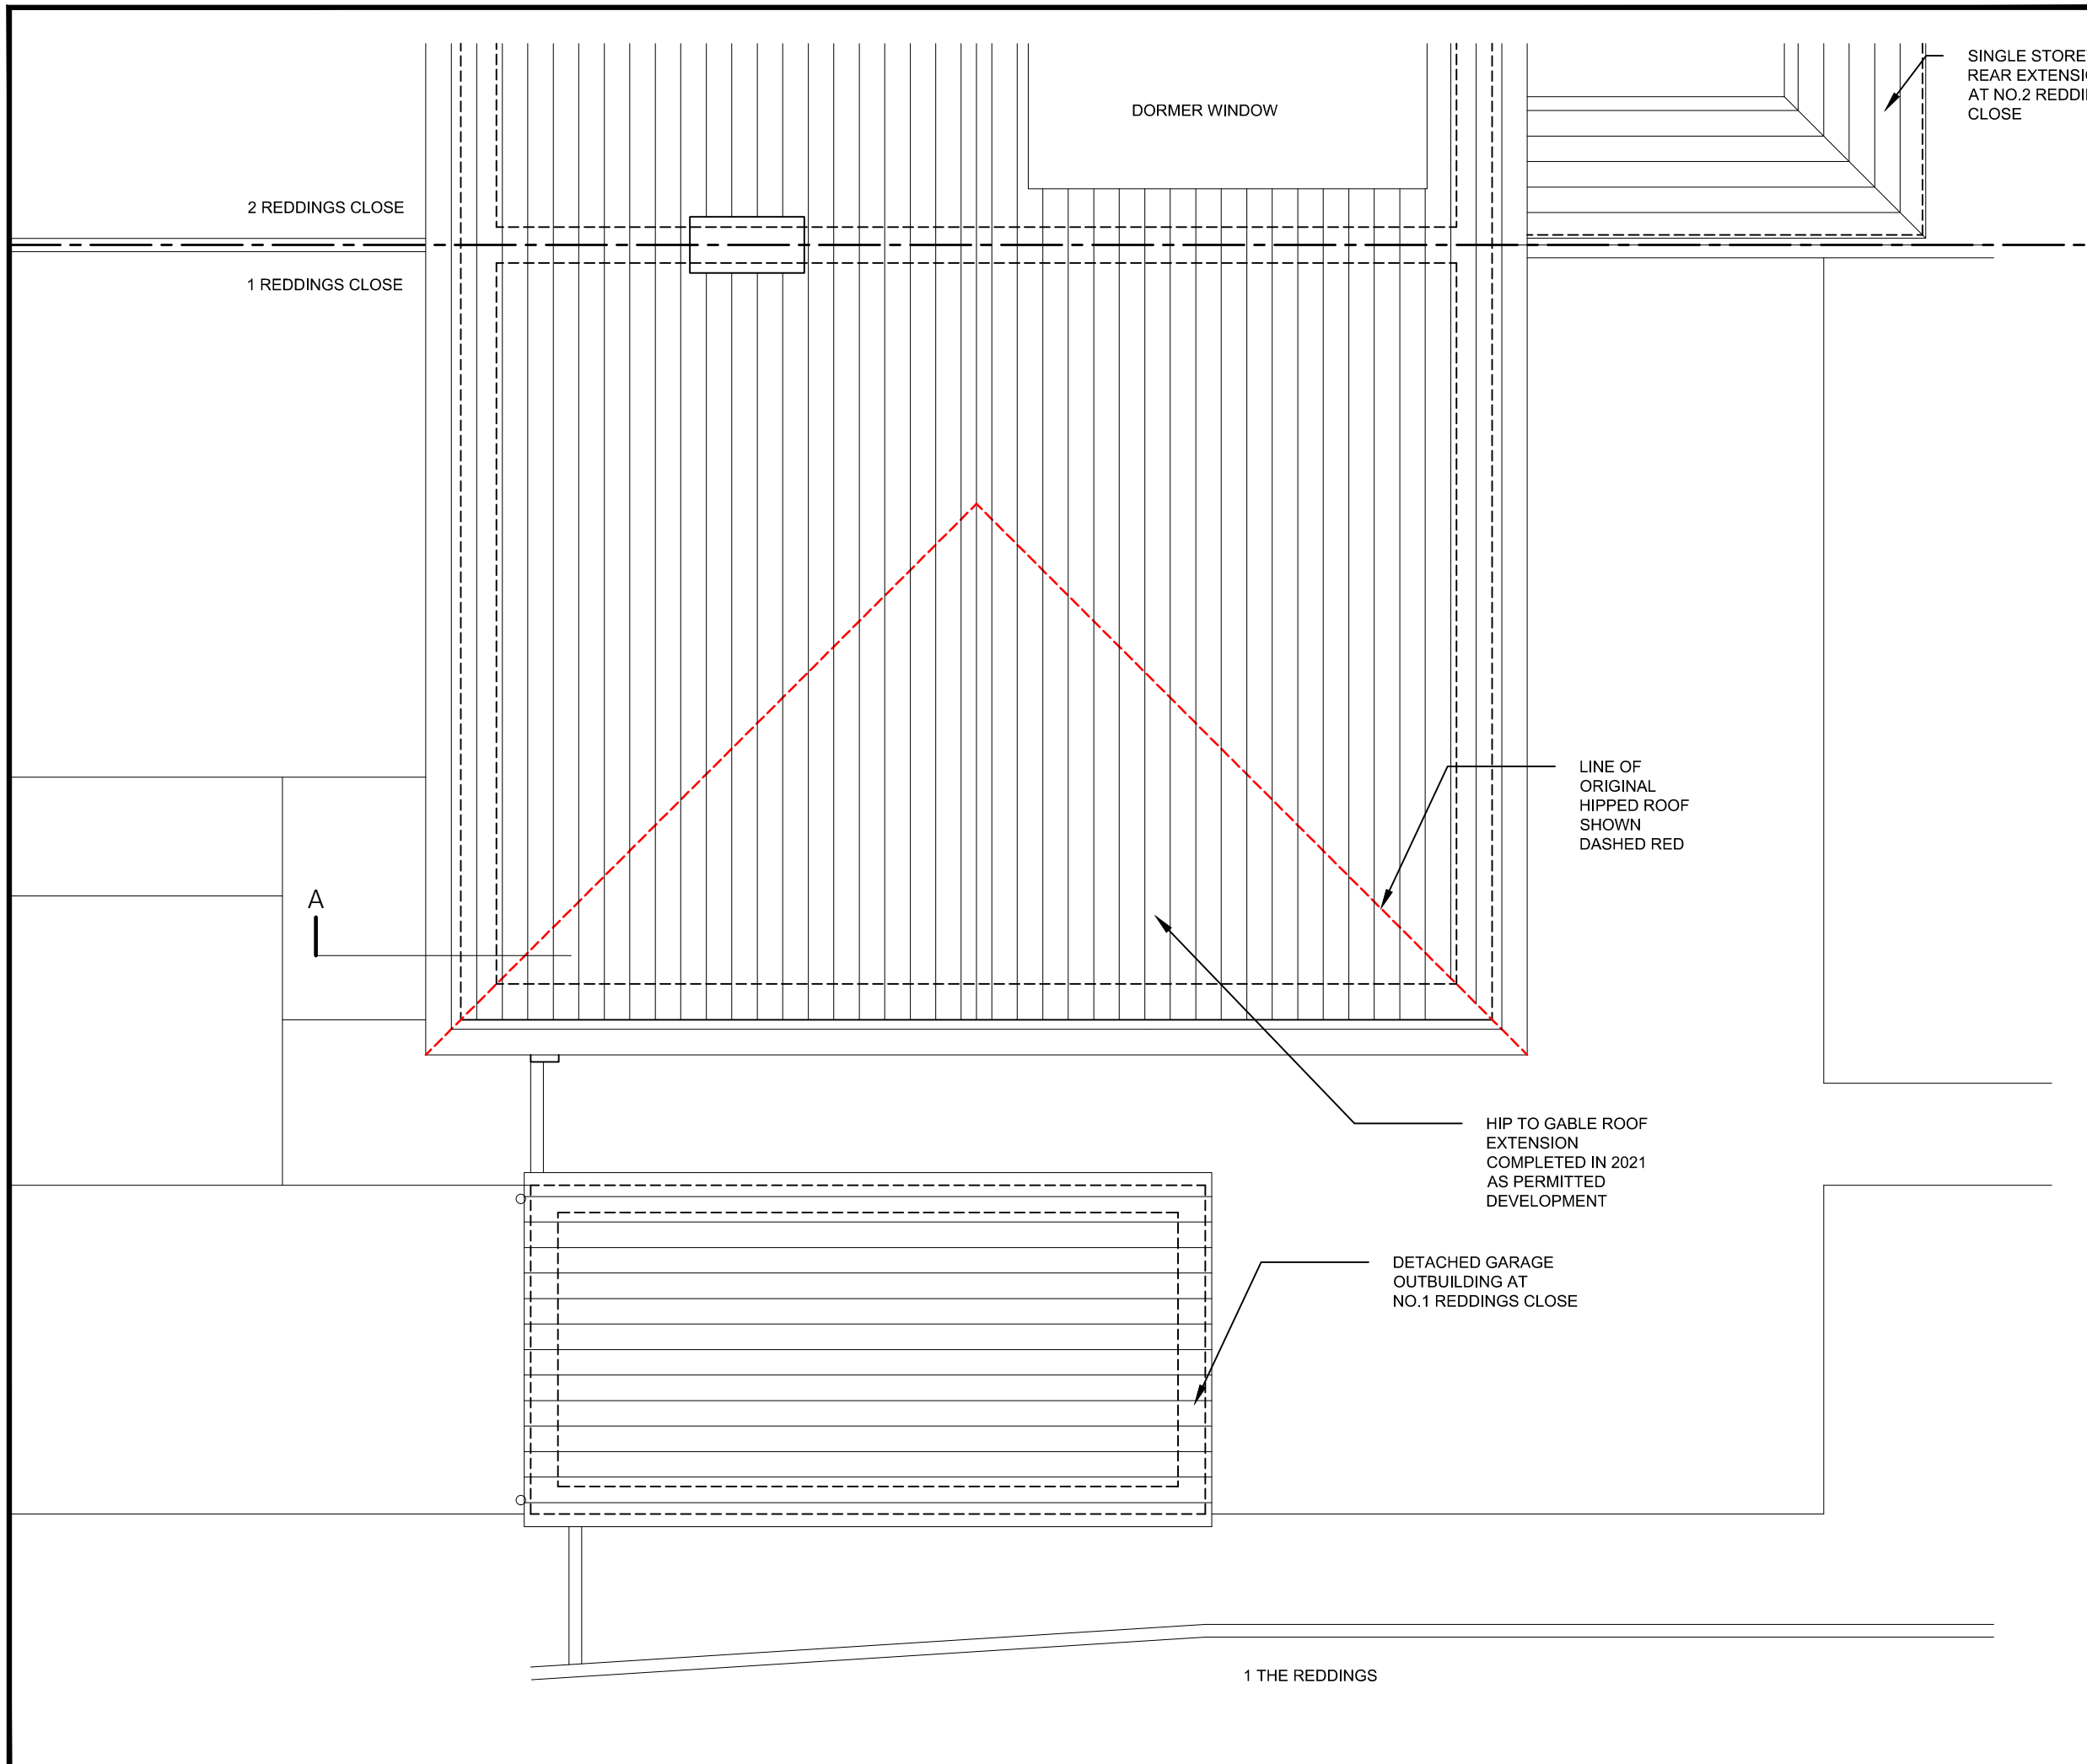 SINGLE STORE
REAR EXTENSI
AT NO.2 REDDI
CLOSE
DORMER WINDOW
2 REDDINGS CLOSE
1 REDDINGS CLOSE
LINE OF
ORIGINAL
HIPPED ROOF
SHOWN
DASHED RED
A
HIP TO GABLE ROOF
EXTENSION
COMPLETED IN 2021
AS PERMITTED
DEVELOPMENT
DETACHED GARAGE
OUTBUILDING AT
NO.1 REDDINGS CLOSE
1 THE REDDINGS